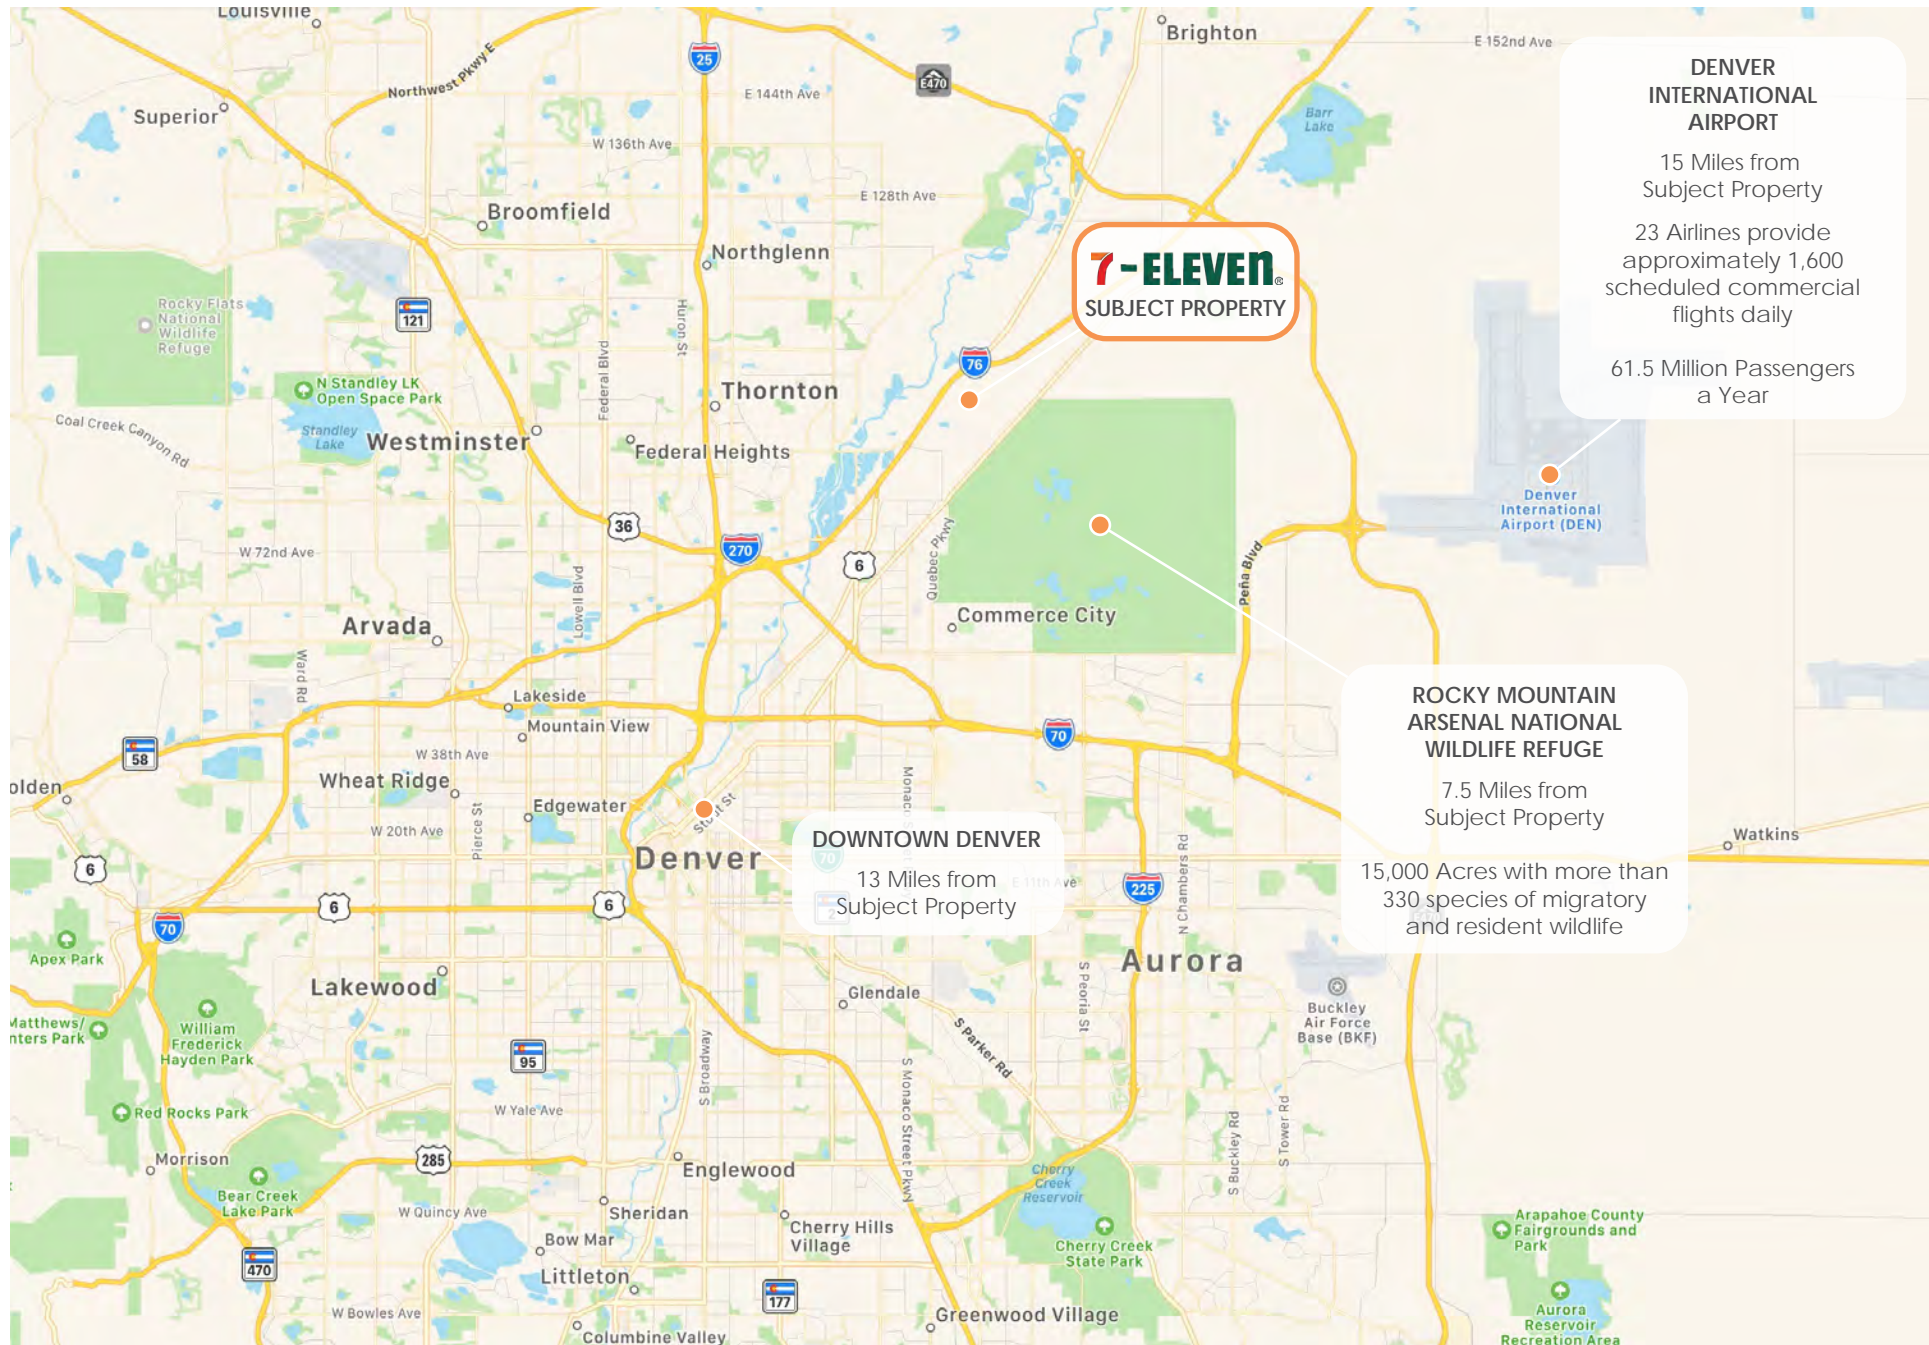 Louisville
Brighton
E 152nd Ave
25
Northwest Pkwy E
E470
E 144th Ave
Superior
Barr
Lake
W 136th Ave
E 128th Ave
Broomfield
Northglenn
DENVER
INTERNATIONAL
AIRPORT
15 Miles from
Subject Property
23 Airlines provide
approximately 1,600
scheduled commercial
flights daily
61.5 Million Passengers
a Year
7-ELEVEn®
SUBJECT PROPERTY
Rocky Flats
National
Wildlife
Refuge
121
Huron St
Federal Blvd
76
N Standley LK
Open Space Park
Thornton
Coal Creek Canyon Rd
Standley
Lake
Westminster
Federal Heights
Denver
International
Airport (DEN)
36
270
6
Quebec Pkwy
Peña Blvd
W 72nd Ave
Lowell Blvd
Commerce City
Arvada
Ward Rd
Lakeside
Mountain View
70
58
W 38th Ave
ROCKY MOUNTAIN
ARSENAL NATIONAL
WILDLIFE REFUGE
7.5 Miles from
Subject Property
15,000 Acres with more than
330 species of migratory
and resident wildlife
olden
Wheat Ridge
Edgewater
Stout St
Monaco
W 20th Ave
Pierce St
DOWNTOWN DENVER
13 Miles from
Subject Property
70
2
E 11th Ave
Denver
Watkins
6
6
6
70
225
N Chambers Rd
Apex Park
Aurora
Lakewood
Glendale
S Peoria St
Buckley
Air Force
Base (BKF)
Matthews/
nters Park
William
Frederick
Hayden Park
95
S Broadway
S Parker Rd
S Monaco Street Pkwy
Red Rocks Park
W Yale Ave
S Buckley Rd
S Tower Rd
Morrison
285
Englewood
Cherry
Creek
Reservoir
Bear Creek
Lake Park
W Quincy Ave
Sheridan
Cherry Hills
Village
Arapahoe County
Fairgrounds and
Park
Bow Mar
Cherry Creek
State Park
470
Littleton
177
W Bowles Ave
Greenwood Village
Columbine Valley
Aurora
Reservoir
Recreation Area